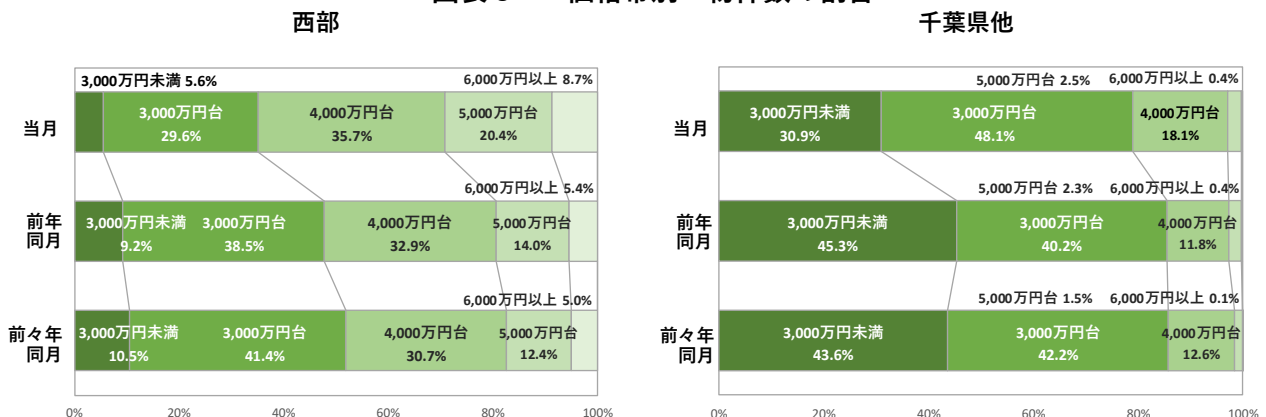 西部
3,000万円未満 5.6%
6,000万円以上 8.7%
当月
3,000万円台
29.6%
4,000万円台
35.7%
5,000万円台
20.4%
6,000万円以上 5.4%
前年
同月
3,000万円未満
9.2%
3,000万円台
38.5%
4,000万円台
32.9%
5,000万円台
14.0%
6,000万円以上 5.0%
前々年
同月
3,000万円未満
10.5%
3,000万円台
41.4%
4,000万円台
30.7%
5,000万円台
12.4%
0% 20% 40% 60% 80% 100%
千葉県他
5,000万円台 2.5%
6,000万円以上 0.4%
当月
3,000万円未満
30.9%
3,000万円台
48.1%
4,000万円台
18.1%
5,000万円台 2.3%
6,000万円以上 0.4%
前年
同月
3,000万円未満
45.3%
3,000万円台
40.2%
4,000万円台
11.8%
5,000万円台 1.5%
6,000万円以上 0.1%
前々年
同月
3,000万円未満
43.6%
3,000万円台
42.2%
4,000万円台
12.6%
0% 20% 40% 60% 80% 100%